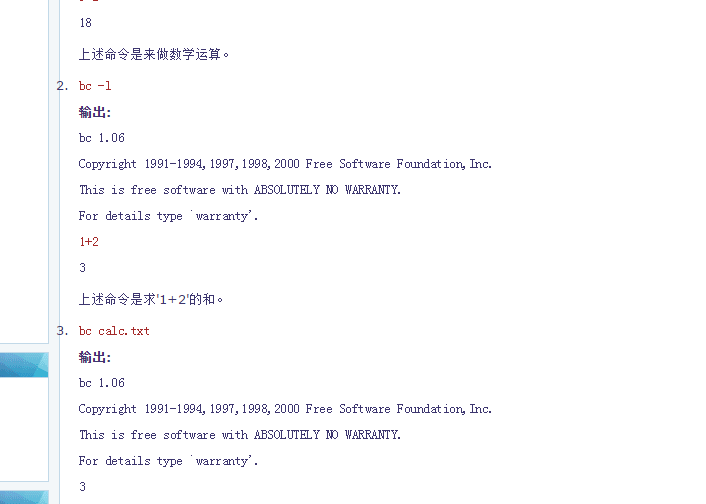 18
上述命令是来做数学运算。
2. bc -l
输出:
bc 1.06
Copyright 1991-1994,1997,1998,2000 Free Software Foundation,Inc.
This is free software with ABSOLUTELY NO WARRANTY.
For details type `warranty'.
1+2
3
上述命令是求'1+2'的和。
3. bc calc.txt
输出:
bc 1.06
Copyright 1991-1994,1997,1998,2000 Free Software Foundation,Inc.
This is free software with ABSOLUTELY NO WARRANTY.
For details type `warranty'.
3